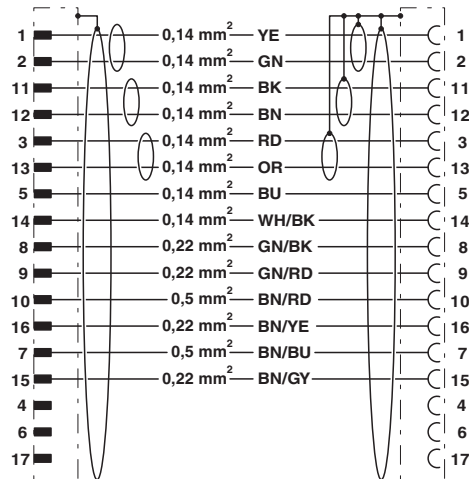 1 0,14 mm² YE 1
2 0,14 mm² GN 2
11 0,14 mm² BK 11
12 0,14 mm² BN 12
3 0,14 mm² RD 3
13 0,14 mm² OR 13
5 0,14 mm² BU 5
14 0,14 mm² WH/BK 14
8 0,22 mm² GN/BK 8
9 0,22 mm² GN/RD 9
10 0,5 mm² BN/RD 10
16 0,22 mm² BN/YE 16
7 0,5 mm² BN/BU 7
15 0,22 mm² BN/GY 15
4 4
6 6
17 17